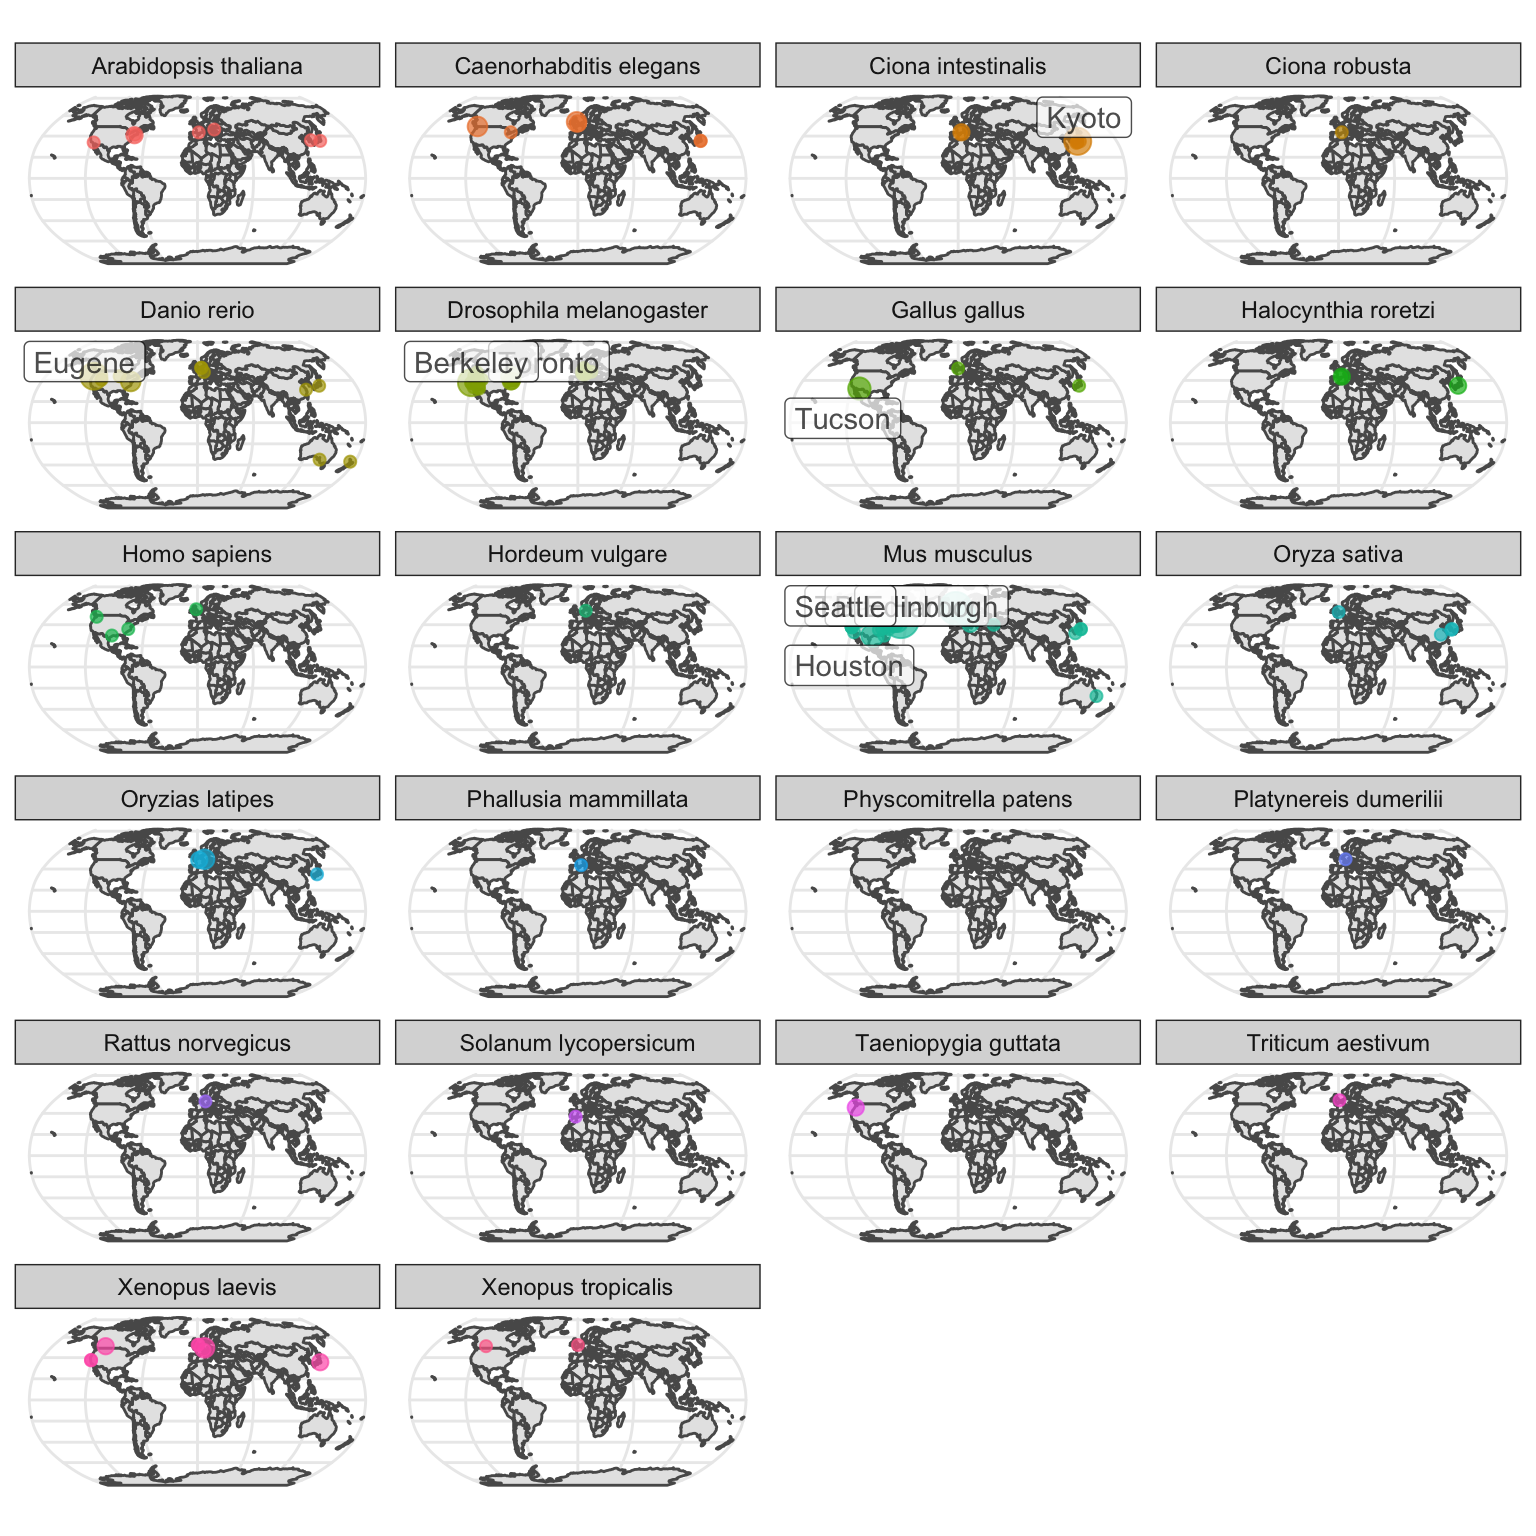 Arabidopsis thaliana
Caenorhabditis elegans
Ciona intestinalis
Ciona robusta
Kyoto
Danio rerio
Drosophila melanogaster
Gallus gallus
Halocynthia roretzi
Eugene
Berkeley
Tucson
Homo sapiens
Hordeum vulgare
Mus musculus
Oryza sativa
Seattle
Houston
Oryzias latipes
Phallusia mammillata
Physcomitrella patens
Platynereis dumerilii
Rattus norvegicus
Solanum lycopersicum
Taeniopygia guttata
Triticum aestivum
Xenopus laevis
Xenopus tropicalis